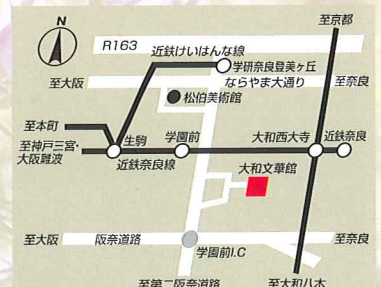 N
至京都
R163
近鉄けいはんな線
学研奈良登美ヶ丘
至大阪
ならやま大通り
至奈良
松伯美術館
至本町
生駒
学園前
大和西大寺
近鉄奈良
至神戸三宮・
大阪難波
近鉄奈良線
大和文華館
至大阪
阪奈道路
至奈良
学園前I.C
至第二阪奈道路
至大和八木